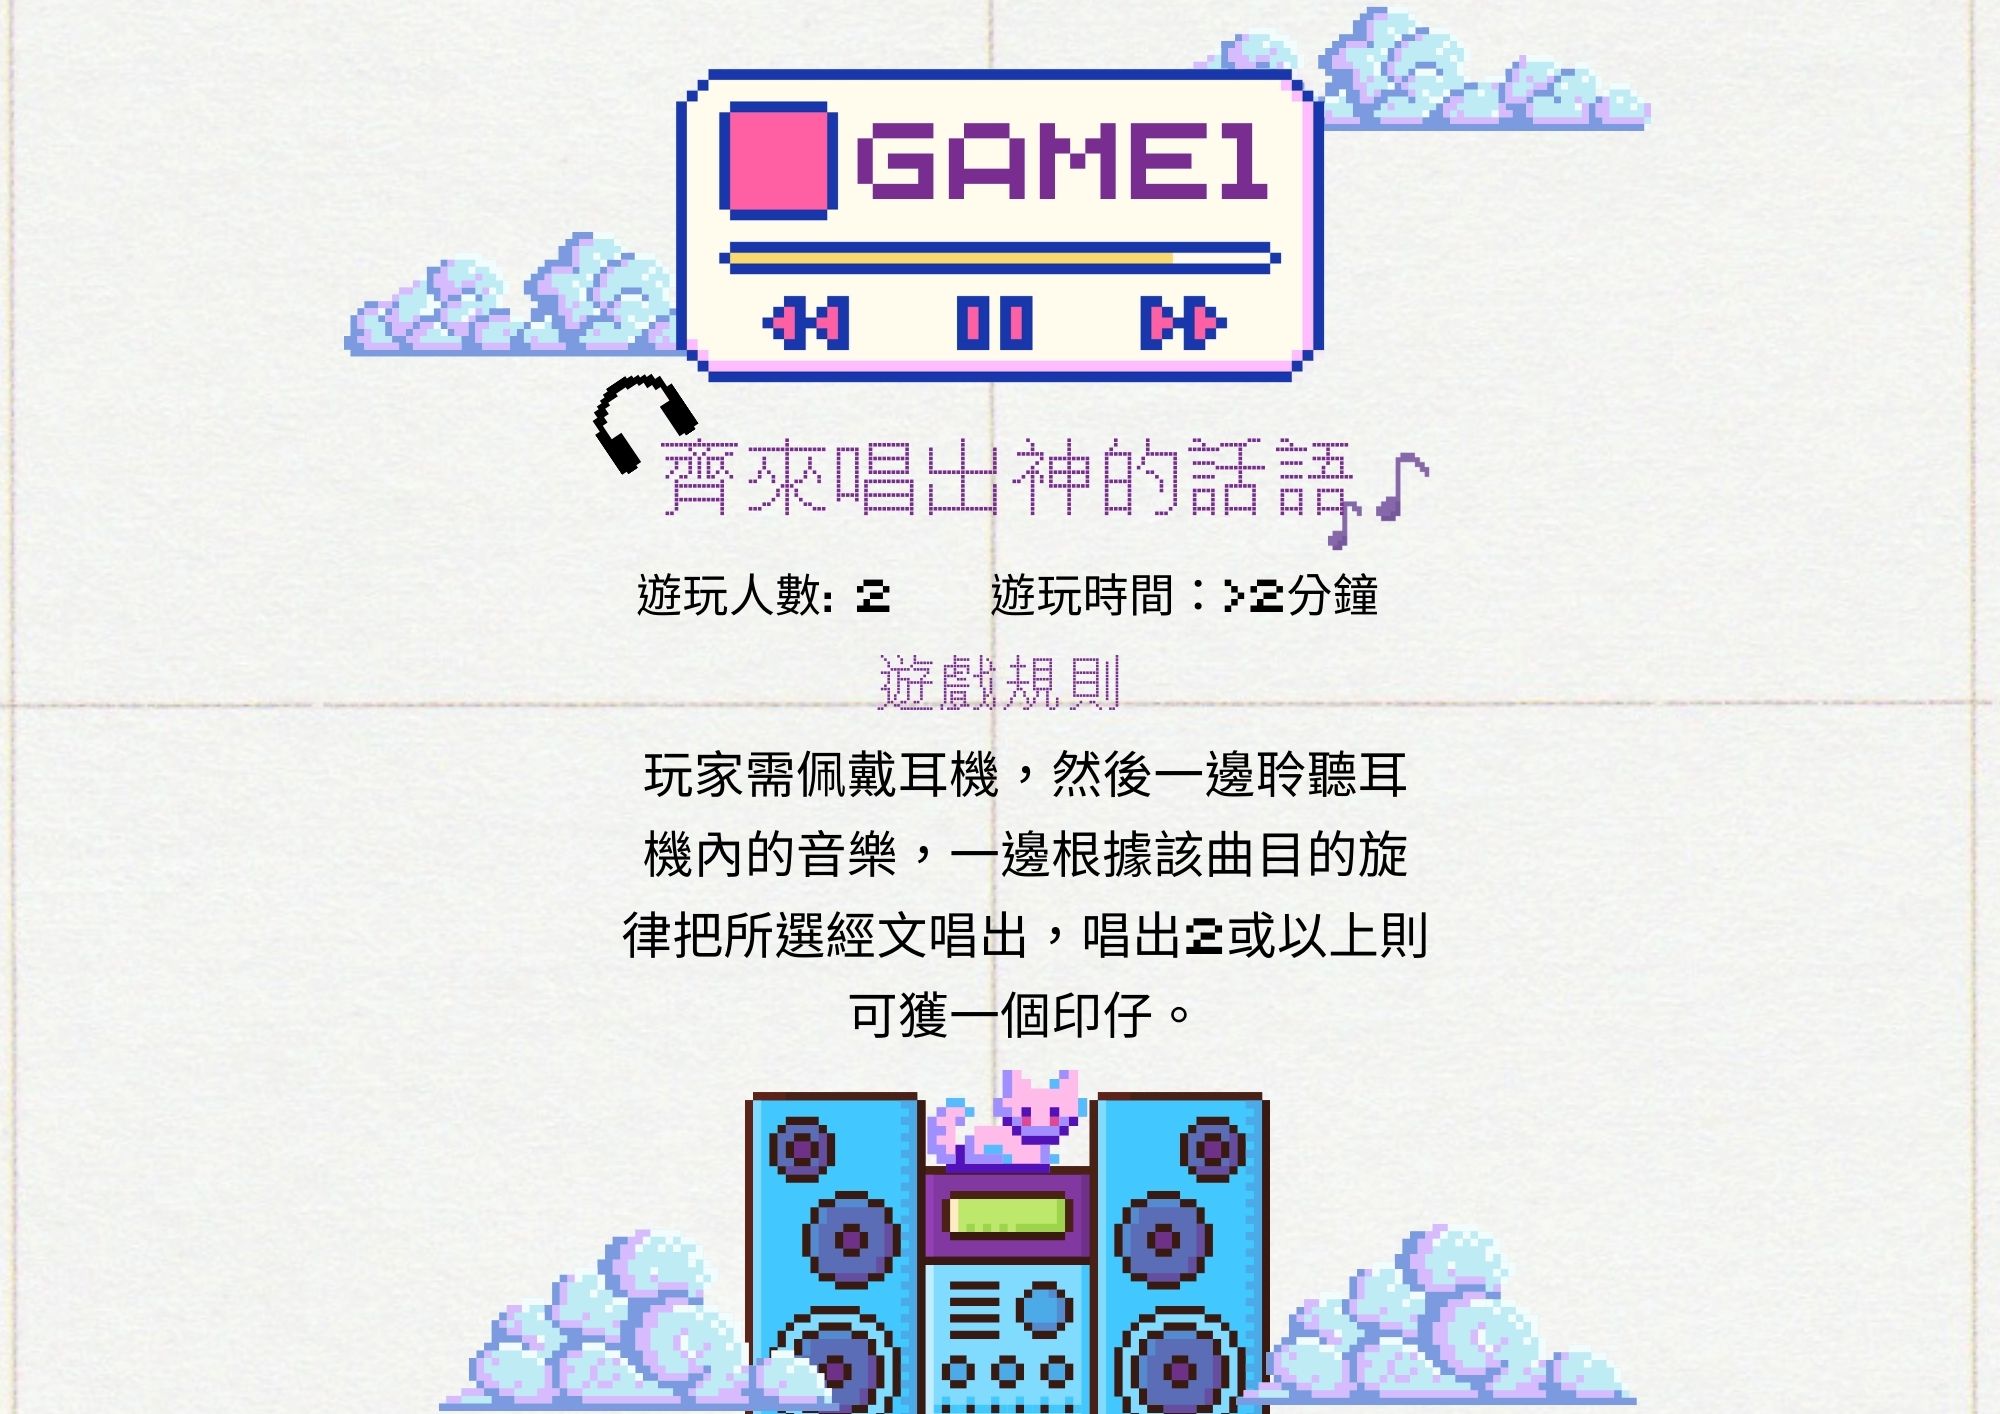 GAME1
齊來唱出神的話語
遊玩人數: 2 遊玩時間：>2分鐘
遊戲規則
玩家需佩戴耳機，然後一邊聆聽耳
機內的音樂，一邊根據該曲目的旋
律把所選經文唱出，唱出2或以上則
可獲一個印仔。